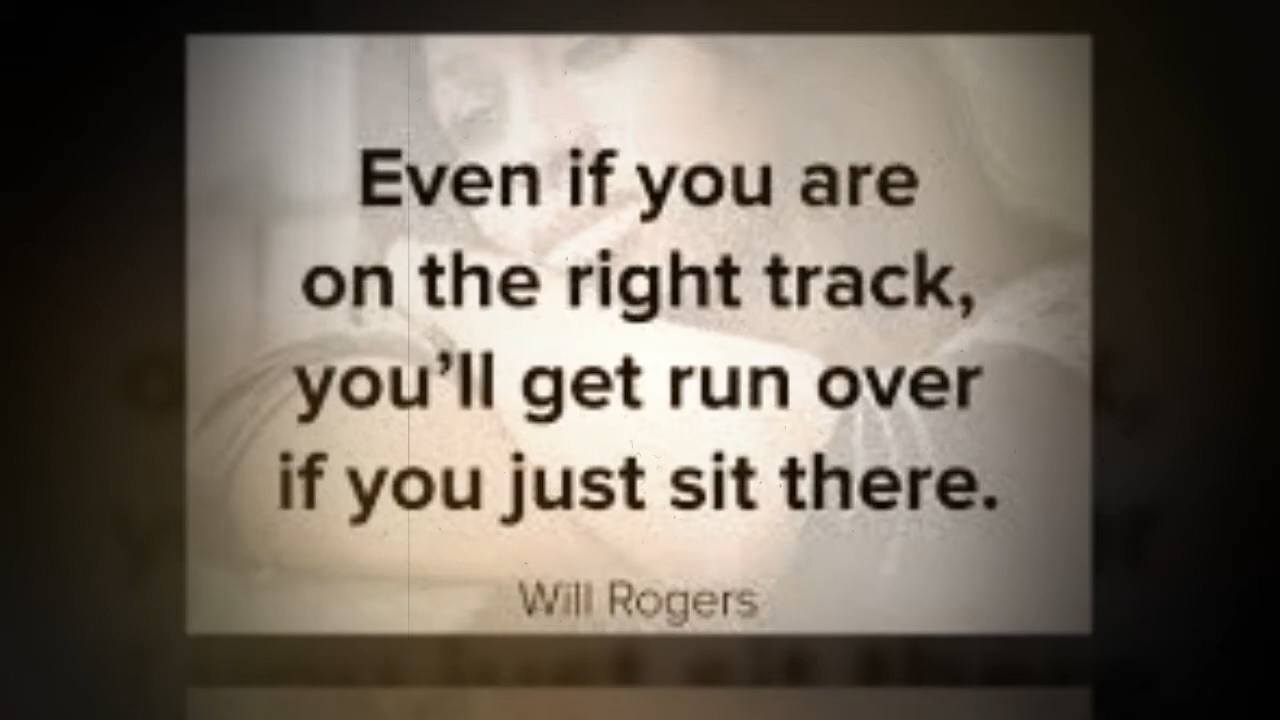 Even if you are
on the right track,
you’ll get run over
if you just sit there.
Will Rogers